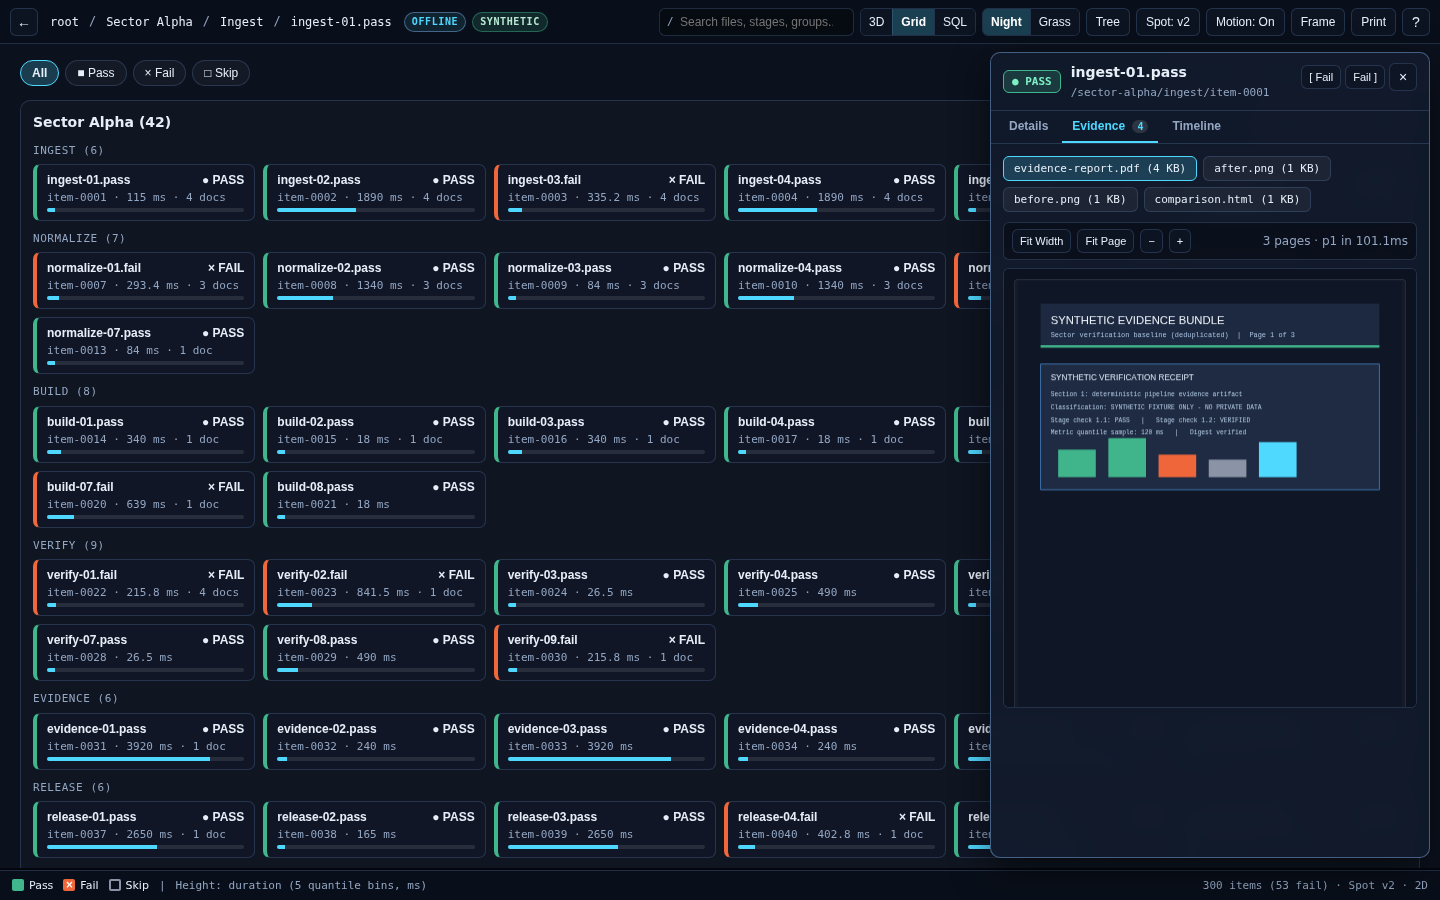 ← root / Sector Alpha / Ingest / ingest-01.pass OFFLINE SYNTHETIC / Search files, stages, groups.. 3D Grid SQL Night Grass Tree Spot: v2 Motion: On Frame Print ?
All ■ Pass × Fail □ Skip
Sector Alpha (42)
INGEST (6)
ingest-01.pass ● PASS
item-0001 · 115 ms · 4 docs
ingest-02.pass ● PASS
item-0002 · 1890 ms · 4 docs
ingest-03.fail × FAIL
item-0003 · 335.2 ms · 4 docs
ingest-04.pass ● PASS
item-0004 · 1890 ms · 4 docs
NORMALIZE (7)
normalize-01.fail × FAIL
item-0007 · 293.4 ms · 3 docs
normalize-02.pass ● PASS
item-0008 · 1340 ms · 3 docs
normalize-03.pass ● PASS
item-0009 · 84 ms · 3 docs
normalize-04.pass ● PASS
item-0010 · 1340 ms · 3 docs
normalize-07.pass ● PASS
item-0013 · 84 ms · 1 doc
BUILD (8)
build-01.pass ● PASS
item-0014 · 340 ms · 1 doc
build-02.pass ● PASS
item-0015 · 18 ms · 1 doc
build-03.pass ● PASS
item-0016 · 340 ms · 1 doc
build-04.pass ● PASS
item-0017 · 18 ms · 1 doc
build-07.fail × FAIL
item-0020 · 639 ms · 1 doc
build-08.pass ● PASS
item-0021 · 18 ms
VERIFY (9)
verify-01.fail × FAIL
item-0022 · 215.8 ms · 4 docs
verify-02.fail × FAIL
item-0023 · 841.5 ms · 1 doc
verify-03.pass ● PASS
item-0024 · 26.5 ms
verify-04.pass ● PASS
item-0025 · 490 ms
verify-07.pass ● PASS
item-0028 · 26.5 ms
verify-08.pass ● PASS
item-0029 · 490 ms
verify-09.fail × FAIL
item-0030 · 215.8 ms · 1 doc
EVIDENCE (6)
evidence-01.pass ● PASS
item-0031 · 3920 ms · 1 doc
evidence-02.pass ● PASS
item-0032 · 240 ms
evidence-03.pass ● PASS
item-0033 · 3920 ms
evidence-04.pass ● PASS
item-0034 · 240 ms
RELEASE (6)
release-01.pass ● PASS
item-0037 · 2650 ms · 1 doc
release-02.pass ● PASS
item-0038 · 165 ms
release-03.pass ● PASS
item-0039 · 2650 ms
release-04.fail × FAIL
item-0040 · 402.8 ms · 1 doc
● PASS ingest-01.pass [ Fail Fail ] ×
/sector-alpha/ingest/item-0001
Details Evidence 4 Timeline
evidence-report.pdf (4 KB) after.png (1 KB)
before.png (1 KB) comparison.html (1 KB)
Fit Width Fit Page − + 3 pages · p1 in 101.1ms
SYNTHETIC EVIDENCE BUNDLE
Sector verification baseline (deduplicated) | Page 1 of 3
SYNTHETIC VERIFICATION RECEIPT
Section 1: deterministic pipeline evidence artifact
Classification: SYNTHETIC FIXTURE ONLY - NO PRIVATE DATA
Stage check 1.1: PASS | Stage check 1.2: VERIFIED
Metric quantile sample: 120 ms | Digest verified
Pass × Fail Skip | Height: duration (5 quantile bins, ms) 300 items (53 fail) · Spot v2 · 2D